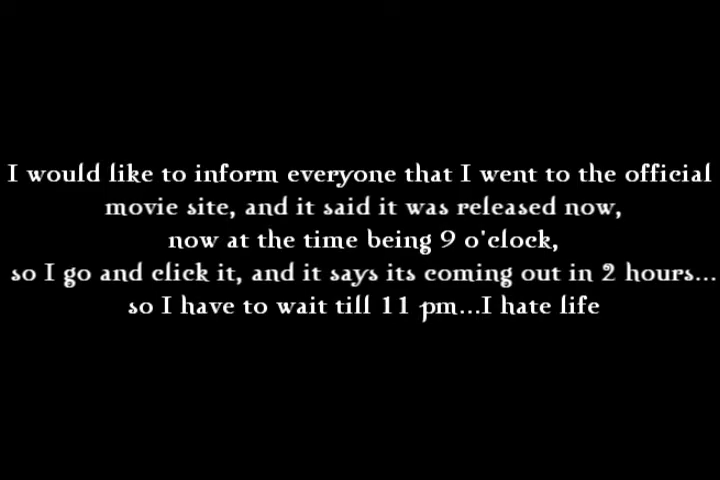 I would like to inform everyone that I went to the official
movie site, and it said it was released now,
now at the time being 9 o'clock,
so I go and click it, and it says its coming out in 2 hours...
so I have to wait till 11 pm...I hate life